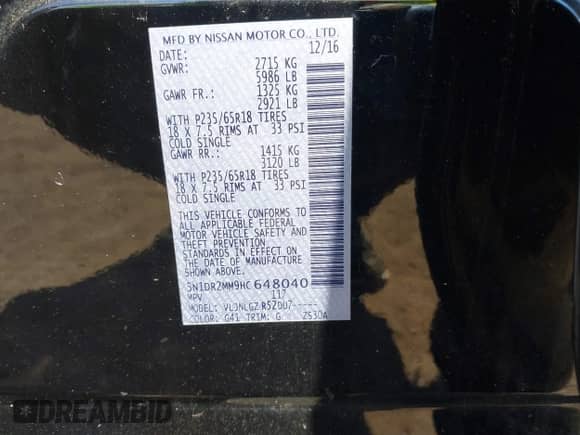 MFD BY NISSAN MOTOR CO., LTD.
DATE: 12/16
GVWR: 2715 KG
5986 LB
GAWR FR.: 1325 KG
2921 LB
WITH P235/65R18 TIRES
18 X 7.5 RIMS AT 33 PSI
COLD SINGLE
GAWR RR.: 1415 KG
3120 LB
WITH P235/65R18 TIRES
18 X 7.5 RIMS AT 33 PSI
COLD SINGLE
THIS VEHICLE CONFORMS TO
ALL APPLICABLE FEDERAL
MOTOR VEHICLE SAFETY AND
THEFT PREVENTION
STANDARDS IN EFFECT ON
THE DATE OF MANUFACTURE
SHOWN ABOVE.
5N1DR2MM9HC 648040
MPV 113
MODEL:
COLOR: G41 TRIM: G ZS30A
DREAMBID